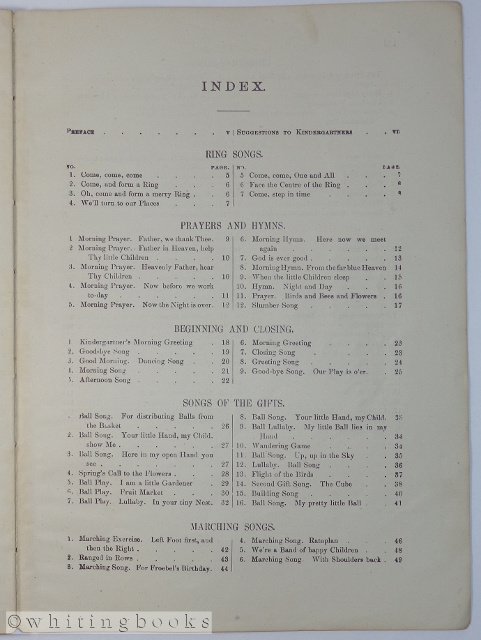 INDEX.
PREFACE . . . . . . . V | SUGGESTIONS TO KINDERGARTNERS . . VII
RING SONGS.
NO. PAGE.
1. Come, come, come . . . . 5
2. Come, and form a Ring . . . . 6
3. Oh, come and form a merry Ring . . 6
4. We'll turn to our Places . . . 7
NO. PAGE
5 Come, come, One and All . . . 7
6 Face the Centre of the Ring . . . 8
7 Come, step in time . . . . 8
PRAYERS AND HYMNS.
1 Morning Prayer. Father, we thank Thee. 9
2 Morning Prayer. Father in Heaven, help
Thy little Children . . . . 10
3. Morning Prayer. Heavenly Father, hear
Thy Children . . . . . 10
4. Morning Prayer. Now before we work
to-day . . . . . . 11
5. Morning Prayer. Now the Night is over. 12
6. Morning Hymn. Here now we meet
again . . . . . . 12
7. God is ever good . . . . . 13
8. Morning Hymn. From the far blue Heaven 14
9. When the little Children sleep . . . 15
10. Hymn. Night and Day . . . . 16
11. Prayer. Birds and Bees and Flowers . 16
12. Slumber Song . . . . . 17
BEGINNING AND CLOSING.
1. Kindergartner's Morning Greeting . . 18
2. Good-bye Song . . . . . 19
3. Good Morning. Dancing Song . . 20
4. Morning Song . . . . . 21
5. Afternoon Song . . . . . 22
6. Morning Greeting . . . . 23
7. Closing Song . . . . . 23
8. Greeting Song . . . . . 24
9. Good-bye Song. Our Play is o'er. . . 25
SONGS OF THE GIFTS.
. Ball Song. For distributing Balls from
the Basket . . . . . 26
2. Ball Song. Your little Hand, my Child,
show Me . . . . . . 27
3. Ball Song. Here in my open Hand you
see . . . . . . . 27
4. Spring's Call to the Flowers . . . 28
5. Ball Play. I am a little Gardener . 29
6. Ball Play. Fruit Market . . . 30
7. Ball Play. Lullaby. In your tiny Nest. 32
8. Ball Song. Your little Hand, my Child. 33
9. Ball Lullaby. My little Ball lies in my
Hand . . . . . . 34
10. Wandering Game . . . . 34
11. Ball Song. Up, up in the Sky . . 35
12. Lullaby. Ball Song . . . . 36
13. Flight of the Birds . . . . 37
14. Second Gift Song. The Cube . . 38
15. Building Song . . . . . 40
16. Ball Song. My pretty little Ball . . 41
MARCHING SONGS.
1. Marching Exercise. Left Foot first, and
then the Right . . . . . 42
2. Ranged in Rows . . . . . 43
3. Marching Song. For Froebel's Birthday. 44
4. Marching Song. Rataplan . . . 46
5. We're a Band of happy Children . . 48
6. Marching Song. With Shoulders back . 49
©whitingbooks